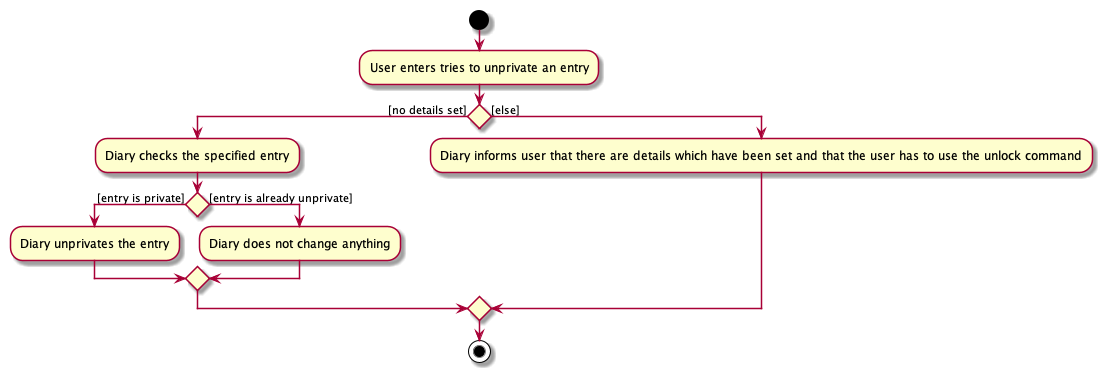 User enters tries to unprivate an entry
[no details set]
[else]
Diary checks the specified entry
Diary informs user that there are details which have been set and that the user has to use the unlock command
[entry is private]
[entry is already unprivate]
Diary unprivates the entry
Diary does not change anything